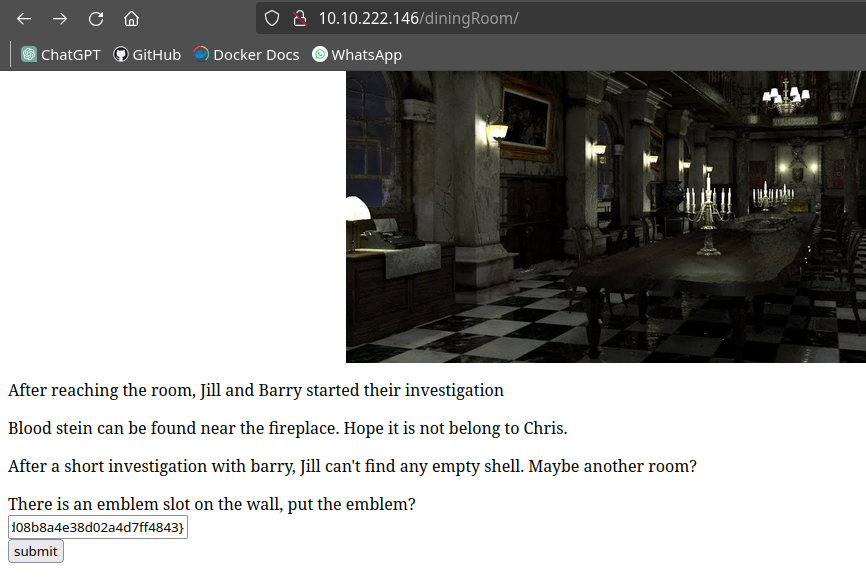 10.10.222.146/diningRoom/
ChatGPT GitHub Docker Docs WhatsApp
After reaching the room, Jill and Barry started their investigation
Blood stein can be found near the fireplace. Hope it is not belong to Chris.
After a short investigation with barry, Jill can't find any empty shell. Maybe another room?
There is an emblem slot on the wall, put the emblem?
d08b8a4e38d02a4d7ff4843}
submit